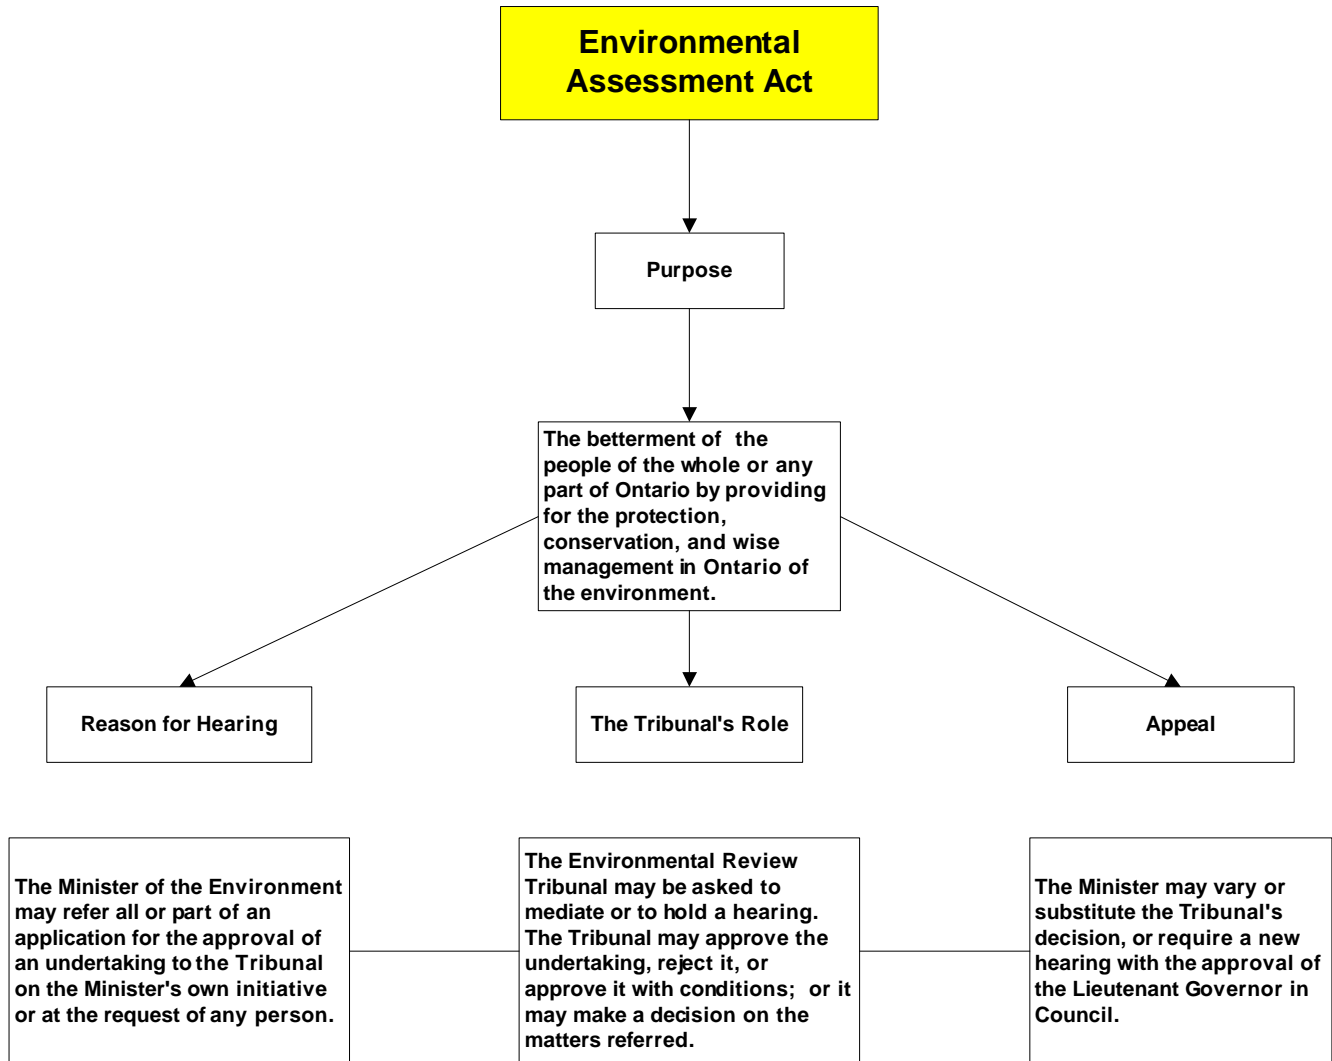 Environmental
Assessment Act
Purpose
The betterment of the
people of the whole or any
part of Ontario by providing
for the protection,
conservation, and wise
management in Ontario of
the environment.
Reason for Hearing
The Tribunal's Role
Appeal
The Minister of the Environment
may refer all or part of an
application for the approval of
an undertaking to the Tribunal
on the Minister's own initiative
or at the request of any person.
The Environmental Review
Tribunal may be asked to
mediate or to hold a hearing.
The Tribunal may approve the
undertaking, reject it, or
approve it with conditions; or it
may make a decision on the
matters referred.
The Minister may vary or
substitute the Tribunal's
decision, or require a new
hearing with the approval of
the Lieutenant Governor in
Council.